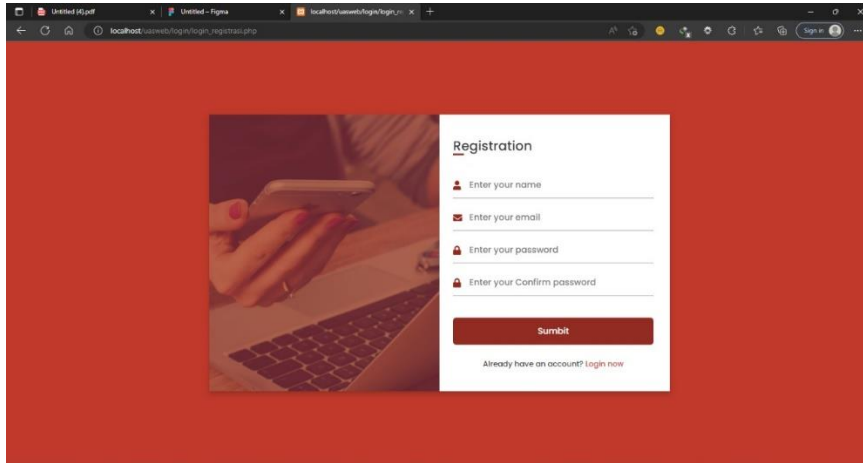 Untitled (4).pdf
Untitled – Figma
localhost/uasweb/login/login_re
localhost/uasweb/login/login_registrasi.php
Sign in
Registration
Enter your name
Enter your email
Enter your password
Enter your Confirm password
Sumbit
Already have an account? Login now